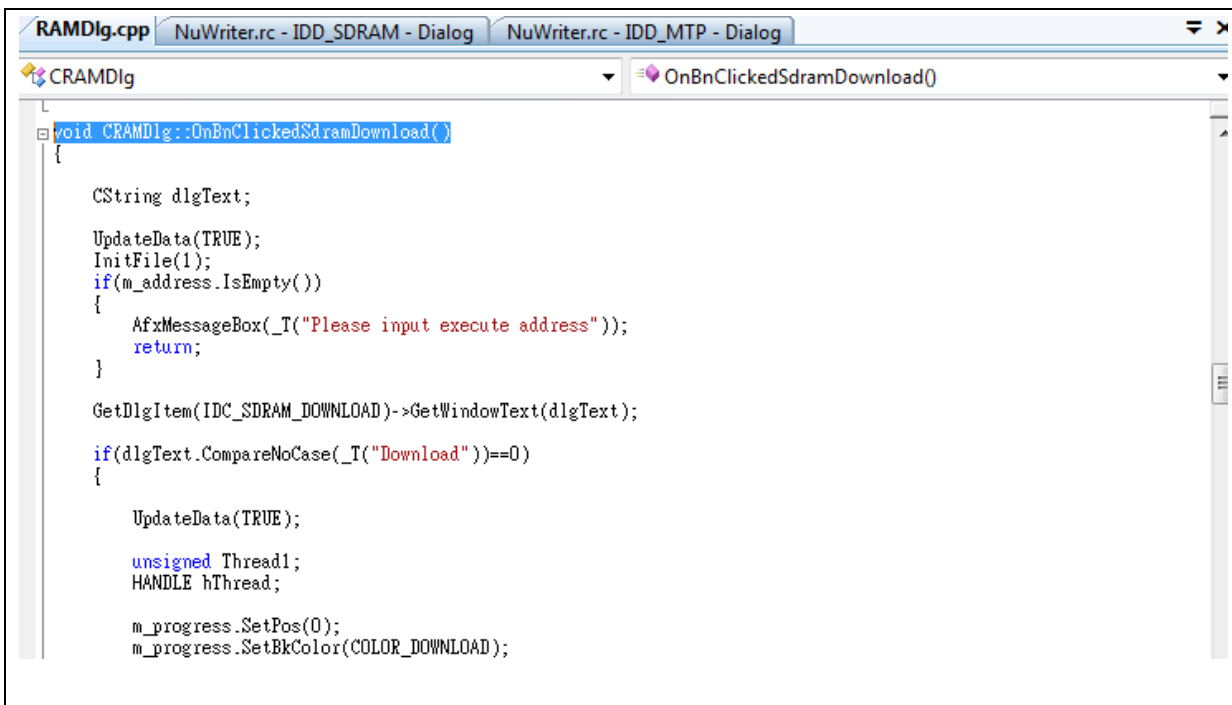 RAMDlg.cpp NuWriter.rc - IDD_SDRAM - Dialog NuWriter.rc - IDD_MTP - Dialog
CRAMDlg OnBnClickedSdramDownload()
void CRAMDlg::OnBnClickedSdramDownload()
{
CString dlgText;
UpdateData(TRUE);
InitFile(1);
if(m_address.IsEmpty())
{
AfxMessageBox(_T("Please input execute address"));
return;
}
GetDlgItem(IDC_SDRAM_DOWNLOAD)->GetWindowText(dlgText);
if(dlgText.CompareNoCase(_T("Download"))==0)
{
UpdateData(TRUE);
unsigned Thread1;
HANDLE hThread;
m_progress.SetPos(0);
m_progress.SetBkColor(COLOR_DOWNLOAD);